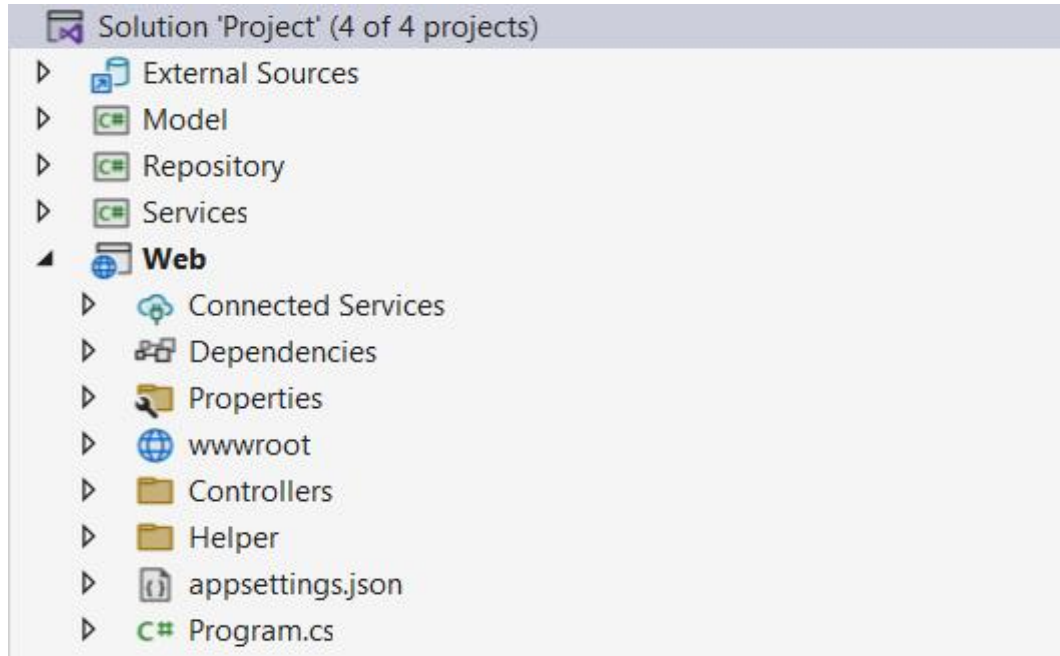 Solution 'Project' (4 of 4 projects)
External Sources
C# Model
C# Repository
C# Services
Web
Connected Services
Dependencies
Properties
wwwroot
Controllers
Helper
appsettings.json
C# Program.cs